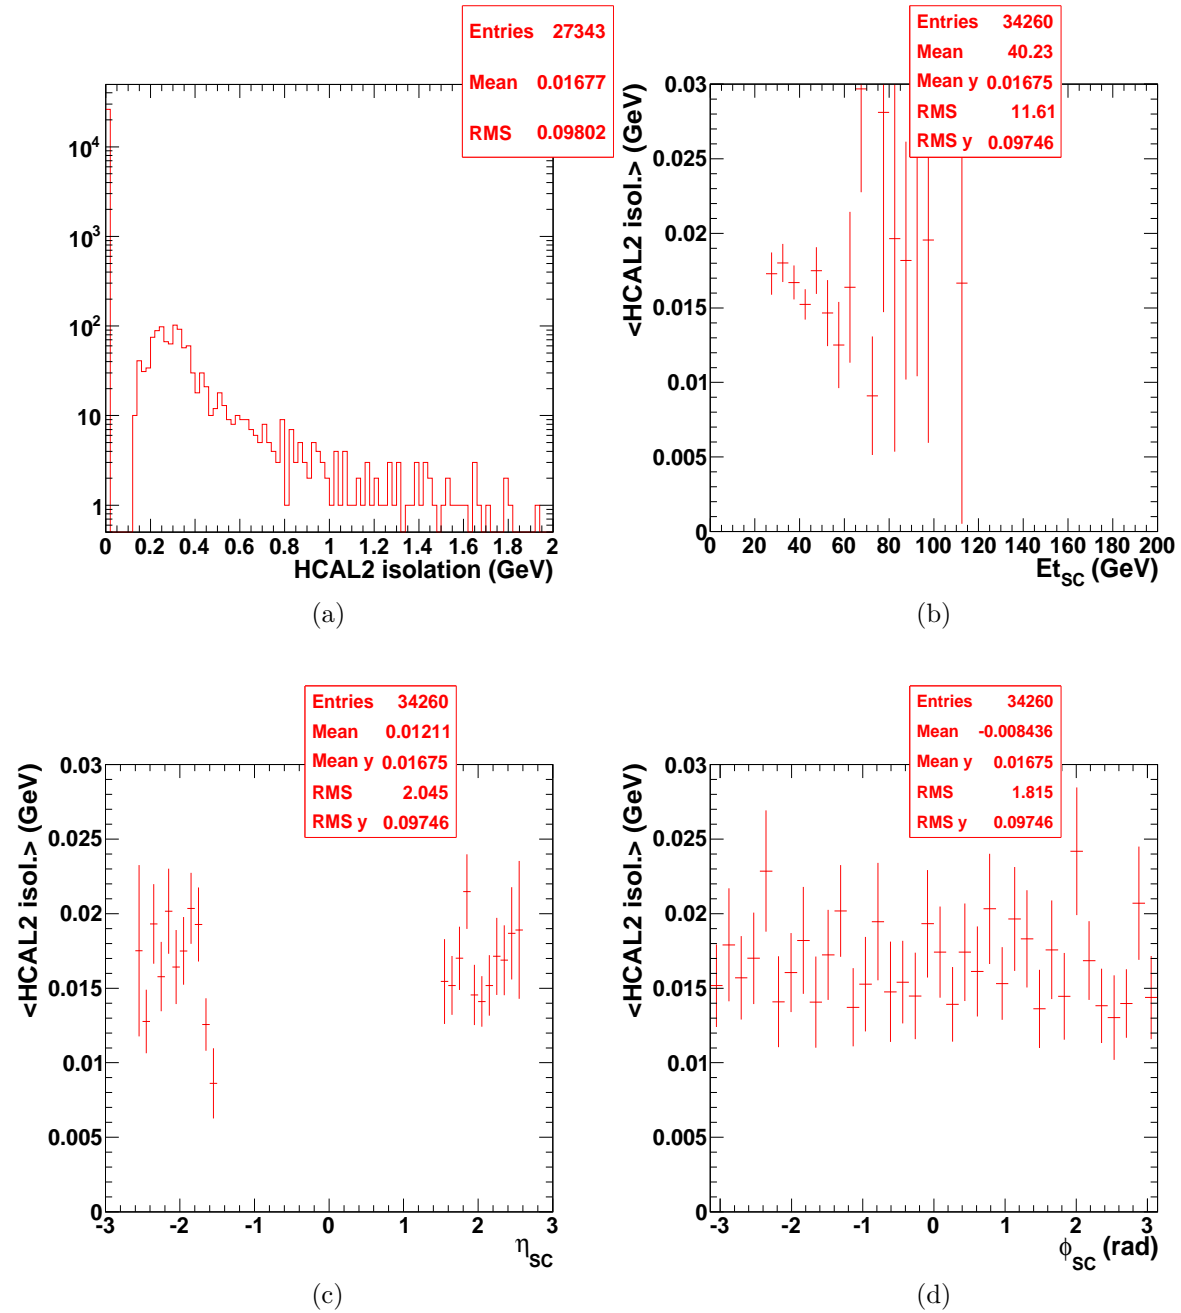 Entries 27343
Mean 0.01677
RMS 0.09802
10⁴
10³
10²
10
1
0 0.2 0.4 0.6 0.8 1 1.2 1.4 1.6 1.8 2
HCAL2 isolation (GeV)
(a)
Entries 34260
Mean 40.23
Mean y 0.01675
RMS 11.61
RMS y 0.09746
<HCAL2 isol.> (GeV)
0.03
0.025
0.02
0.015
0.01
0.005
0
0 20 40 60 80 100 120 140 160 180 200
Et_SC (GeV)
(b)
Entries 34260
Mean 0.01211
Mean y 0.01675
RMS 2.045
RMS y 0.09746
<HCAL2 isol.> (GeV)
0.03
0.025
0.02
0.015
0.01
0.005
0
-3 -2 -1 0 1 2 3
η_SC
(c)
Entries 34260
Mean -0.008436
Mean y 0.01675
RMS 1.815
RMS y 0.09746
<HCAL2 isol.> (GeV)
0.03
0.025
0.02
0.015
0.01
0.005
0
-3 -2 -1 0 1 2 3
ϕ_SC (rad)
(d)